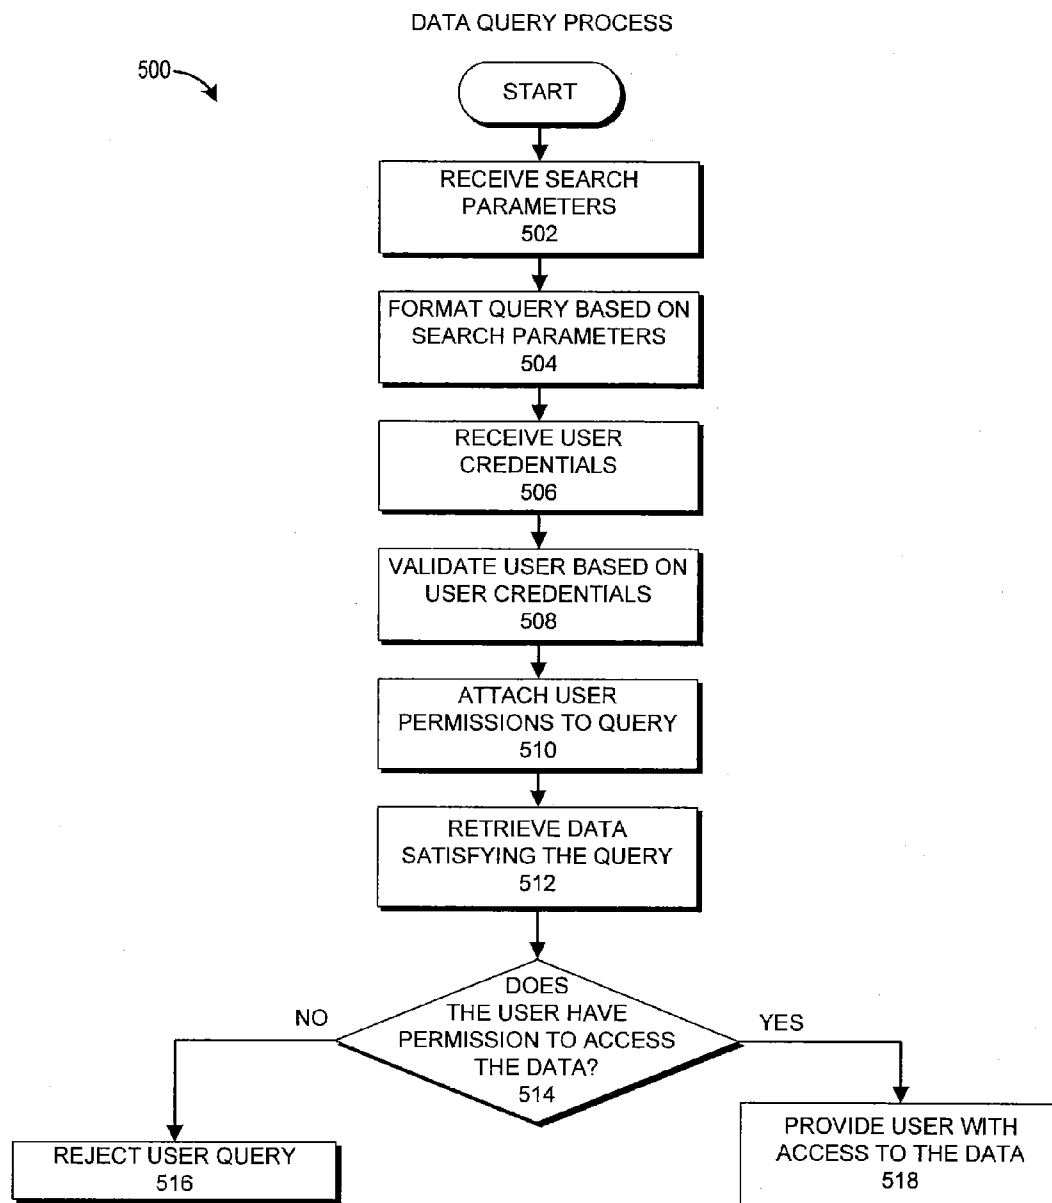 DATA QUERY PROCESS
500
START
RECEIVE SEARCH
PARAMETERS
502
FORMAT QUERY BASED ON
SEARCH PARAMETERS
504
RECEIVE USER
CREDENTIALS
506
VALIDATE USER BASED ON
USER CREDENTIALS
508
ATTACH USER
PERMISSIONS TO QUERY
510
RETRIEVE DATA
SATISFYING THE QUERY
512
DOES
THE USER HAVE
PERMISSION TO ACCESS
THE DATA?
514
NO
YES
REJECT USER QUERY
516
PROVIDE USER WITH
ACCESS TO THE DATA
518